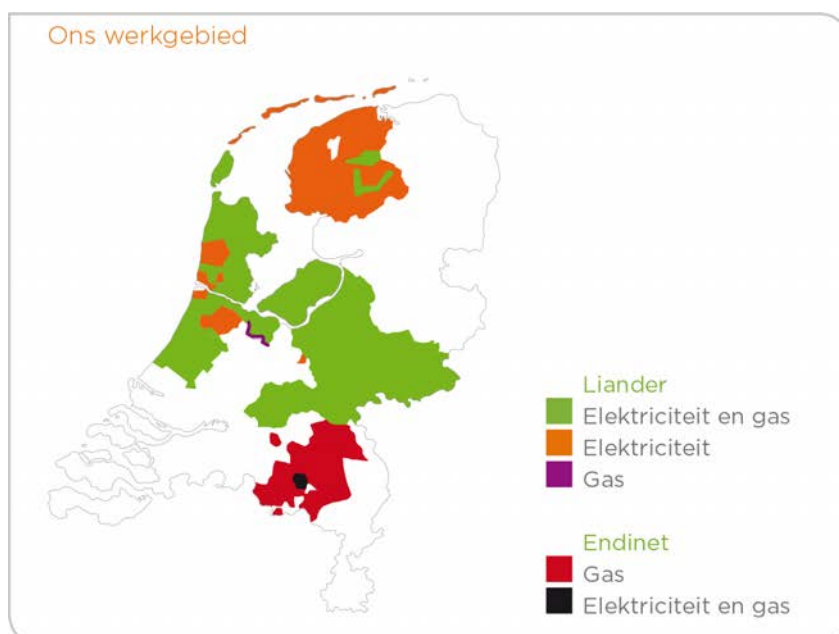 Ons werkgebied
Liander
Elektriciteit en gas
Elektriciteit
Gas
Endinet
Gas
Elektriciteit en gas